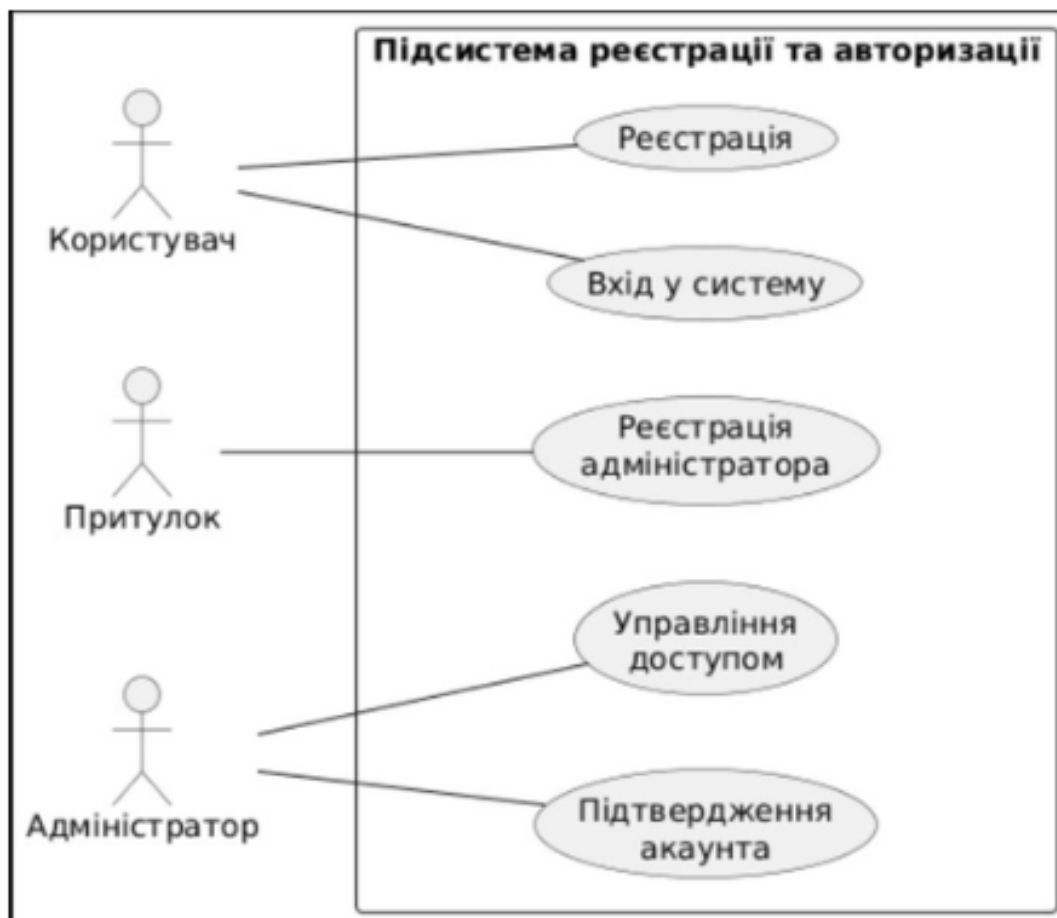 Підсистема реєстрації та авторизації
Реєстрація
Користувач
Вхід у систему
Реєстрація
адміністратора
Притулок
Управління
доступом
Адміністратор
Підтвердження
акаунта